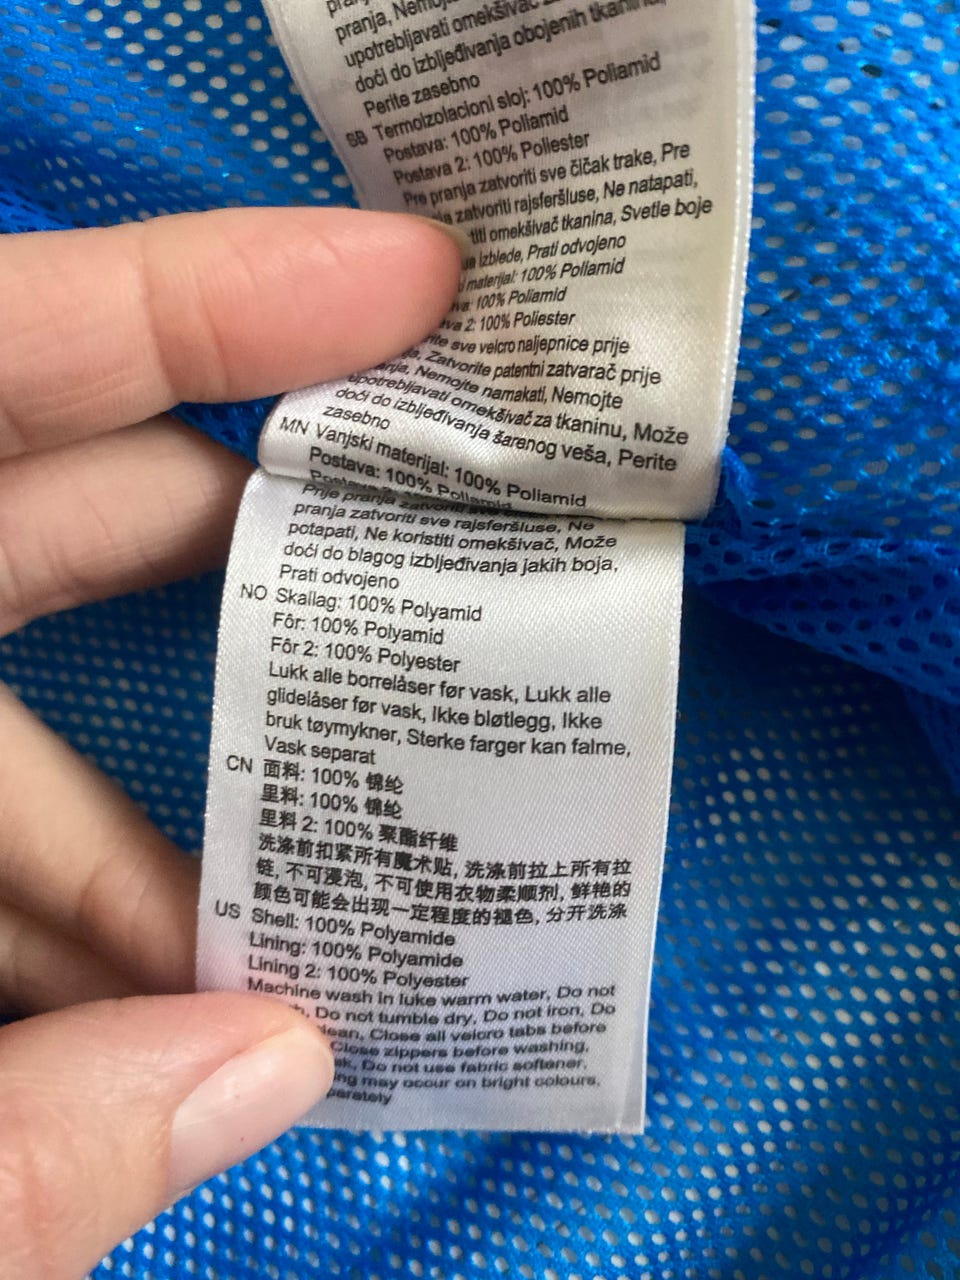 pranja, Nemojte
upotrebljavati omekšivač
doći do izbljeđivanja obojenih tkanina,
Perite zasebno
SB Termoizolacioni sloj: 100% Poliamid
Postava: 100% Poliamid
Postava 2: 100% Poliester
Pre pranja zatvoriti sve čičak trake, Pre
zatvoriti rajsferšluse, Ne natapati,
omekšivač tkanina, Svetle boje
izblede, Prati odvojeno
materijal: 100% Poliamid
100% Poliamid
2: 100% Poliester
sve velcro naljepnice prije
Zatvorite patentni zatvarač prije
Nemojte namakati, Nemojte
upotrebljavati omekšivač za tkaninu, Može
doći do izbljeđivanja šarenog veša, Perite
zasebno
MN Vanjski materijal: 100% Poliamid
Postava: 100% Poliamid
Prije pranja zatvoriti
pranja zatvoriti sve rajsferšluse, Ne
potapati, Ne koristiti omekšivač, Može
doći do blagog izbljeđivanja jakih boja,
Prati odvojeno
NO Skallag: 100% Polyamid
Fôr: 100% Polyamid
Fôr 2: 100% Polyester
Lukk alle borrelåser før vask, Lukk alle
glidelåser før vask, Ikke bløtlegg, Ikke
bruk tøymykner, Sterke farger kan falme,
Vask separat
CN 面料: 100% 锦纶
里料: 100% 锦纶
里料 2: 100% 聚酯纤维
洗涤前扣紧所有魔术贴, 洗涤前拉上所有拉
链, 不可浸泡, 不可使用衣物柔顺剂, 鲜艳的
颜色可能会出现一定程度的褪色, 分开洗涤
US Shell: 100% Polyamide
Lining: 100% Polyamide
Lining 2: 100% Polyester
Machine wash in luke warm water, Do not
Do not tumble dry, Do not iron, Do
Close all velcro tabs before
Close zippers before washing,
Do not use fabric softener,
may occur on bright colours,